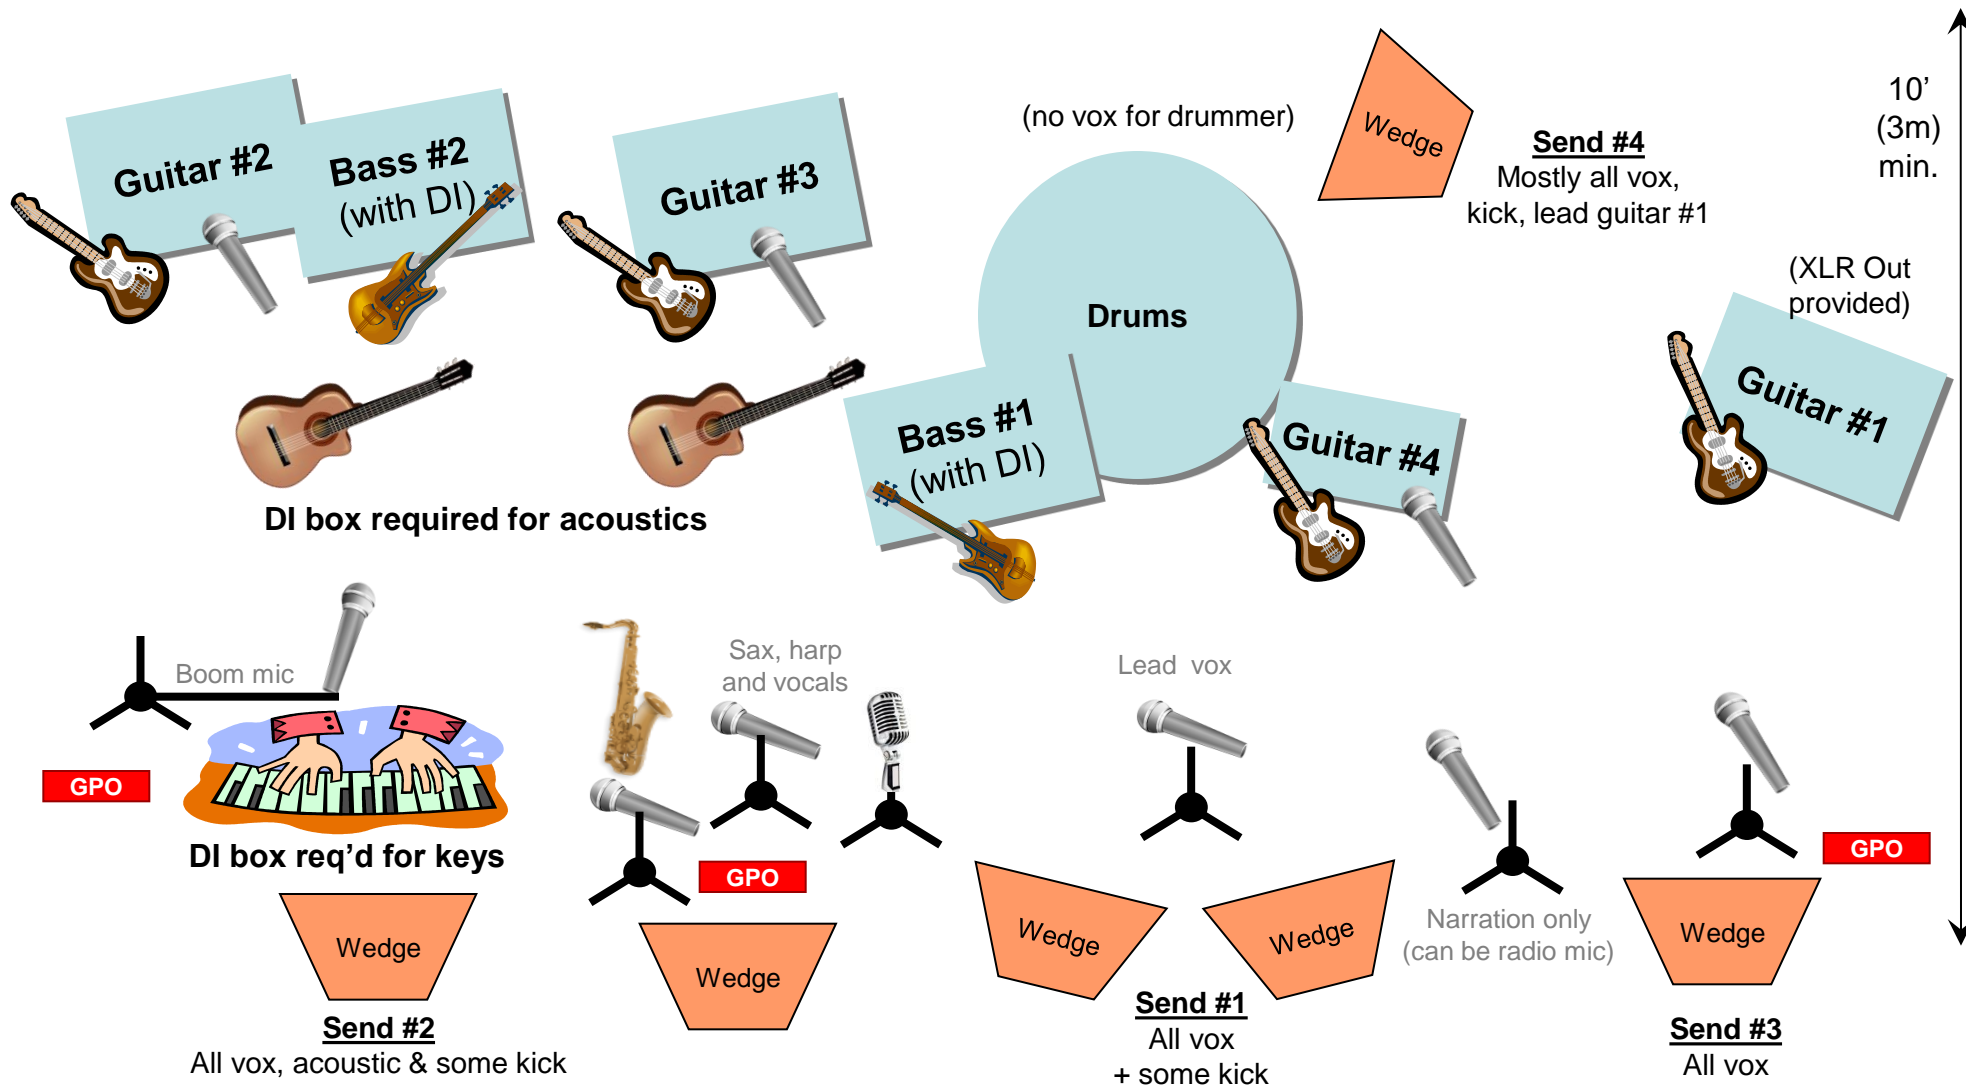 Guitar #2
Bass #2
(with DI)
Guitar #3
(no vox for drummer)
Wedge
Send #4
Mostly all vox,
kick, lead guitar #1
10’
(3m)
min.
(XLR Out
provided)
Guitar #1
Drums
Bass #1
(with DI)
Guitar #4
DI box required for acoustics
Boom mic
GPO
DI box req’d for keys
Sax, harp
and vocals
GPO
Lead  vox
Narration only
(can be radio mic)
GPO
Wedge
Send #2
All vox, acoustic & some kick
Wedge
Wedge
Wedge
Send #1
All vox
+ some kick
Wedge
Send #3
All vox